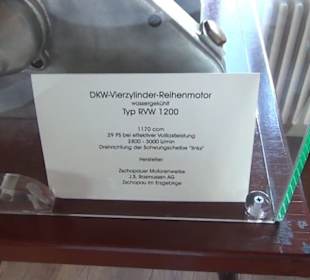 DKW-Vierzylinder-Reihenmotor
wassergekühlt
Typ RVW 1200
1170 ccm
29 PS bei effektiver Vollastleistung
2800 - 3000 U/min
Drehrichtung der Schwungscheibe "links"
Hersteller:
Zschopauer Motorenwerke
J.S. Rasmussen AG
Zschopau im Erzgebirge